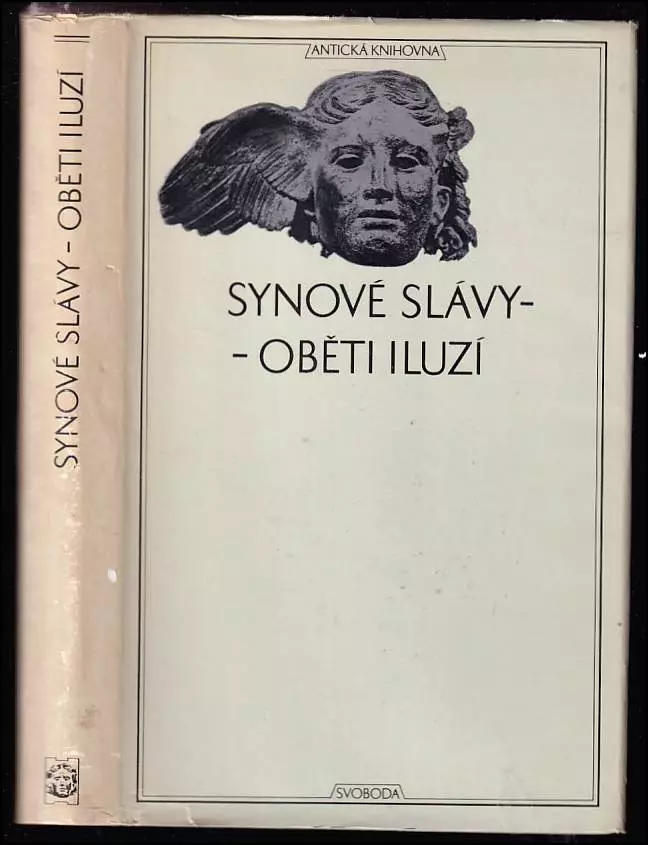 SYNOVÉ SLÁVY - OBĚTI ILUZÍ
ANTICKÁ KNIHOVNA
SYNOVÉ SLÁVY-
- OBĚTI ILUZÍ
SVOBODA